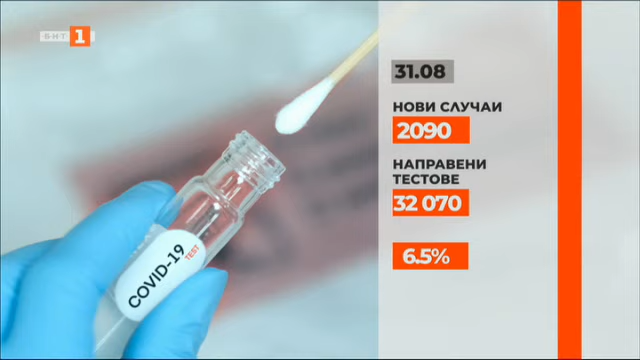 БНТ 1
31.08
НОВИ СЛУЧАИ
2090
НАПРАВЕНИ
ТЕСТОВЕ
32 070
6.5%
COVID-19
TEST